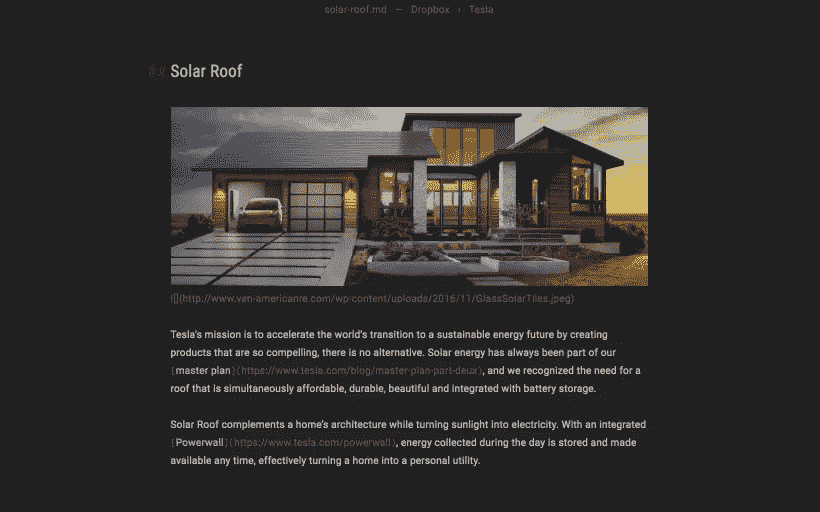 solar-roof.md — Dropbox › Tesla
## Solar Roof
![](http://www.ven-americanre.com/wp-content/uploads/2016/11/GlassSolarTiles.jpeg)
Tesla's mission is to accelerate the world's transition to a sustainable energy future by creating
products that are so compelling, there is no alternative. Solar energy has always been part of our
[master plan](https://www.tesla.com/blog/master-plan-part-deux), and we recognized the need for a
roof that is simultaneously affordable, durable, beautiful and integrated with battery storage.
Solar Roof complements a home's architecture while turning sunlight into electricity. With an integrated
[Powerwall](https://www.tesla.com/powerwall), energy collected during the day is stored and made
available any time, effectively turning a home into a personal utility.